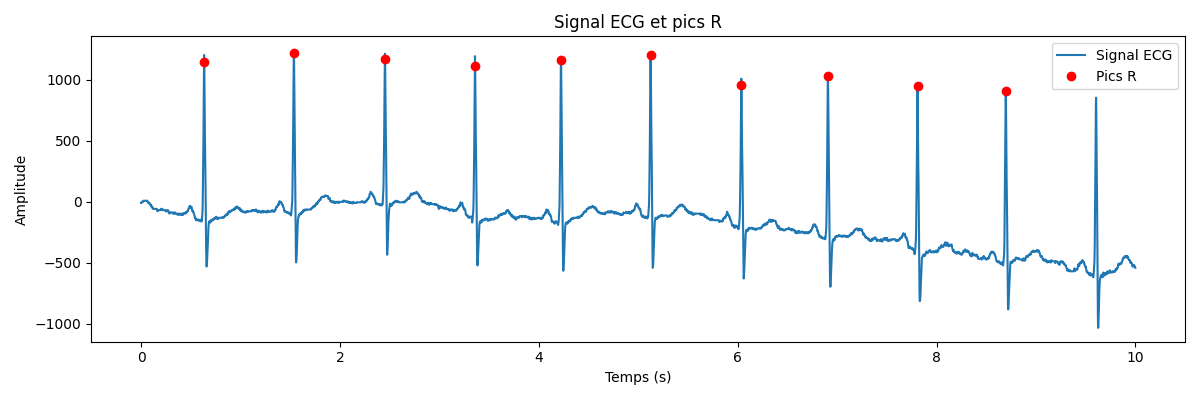 Signal ECG et pics R
Signal ECG
Pics R
Amplitude
1000
500
0
−500
−1000
0
2
4
6
8
10
Temps (s)